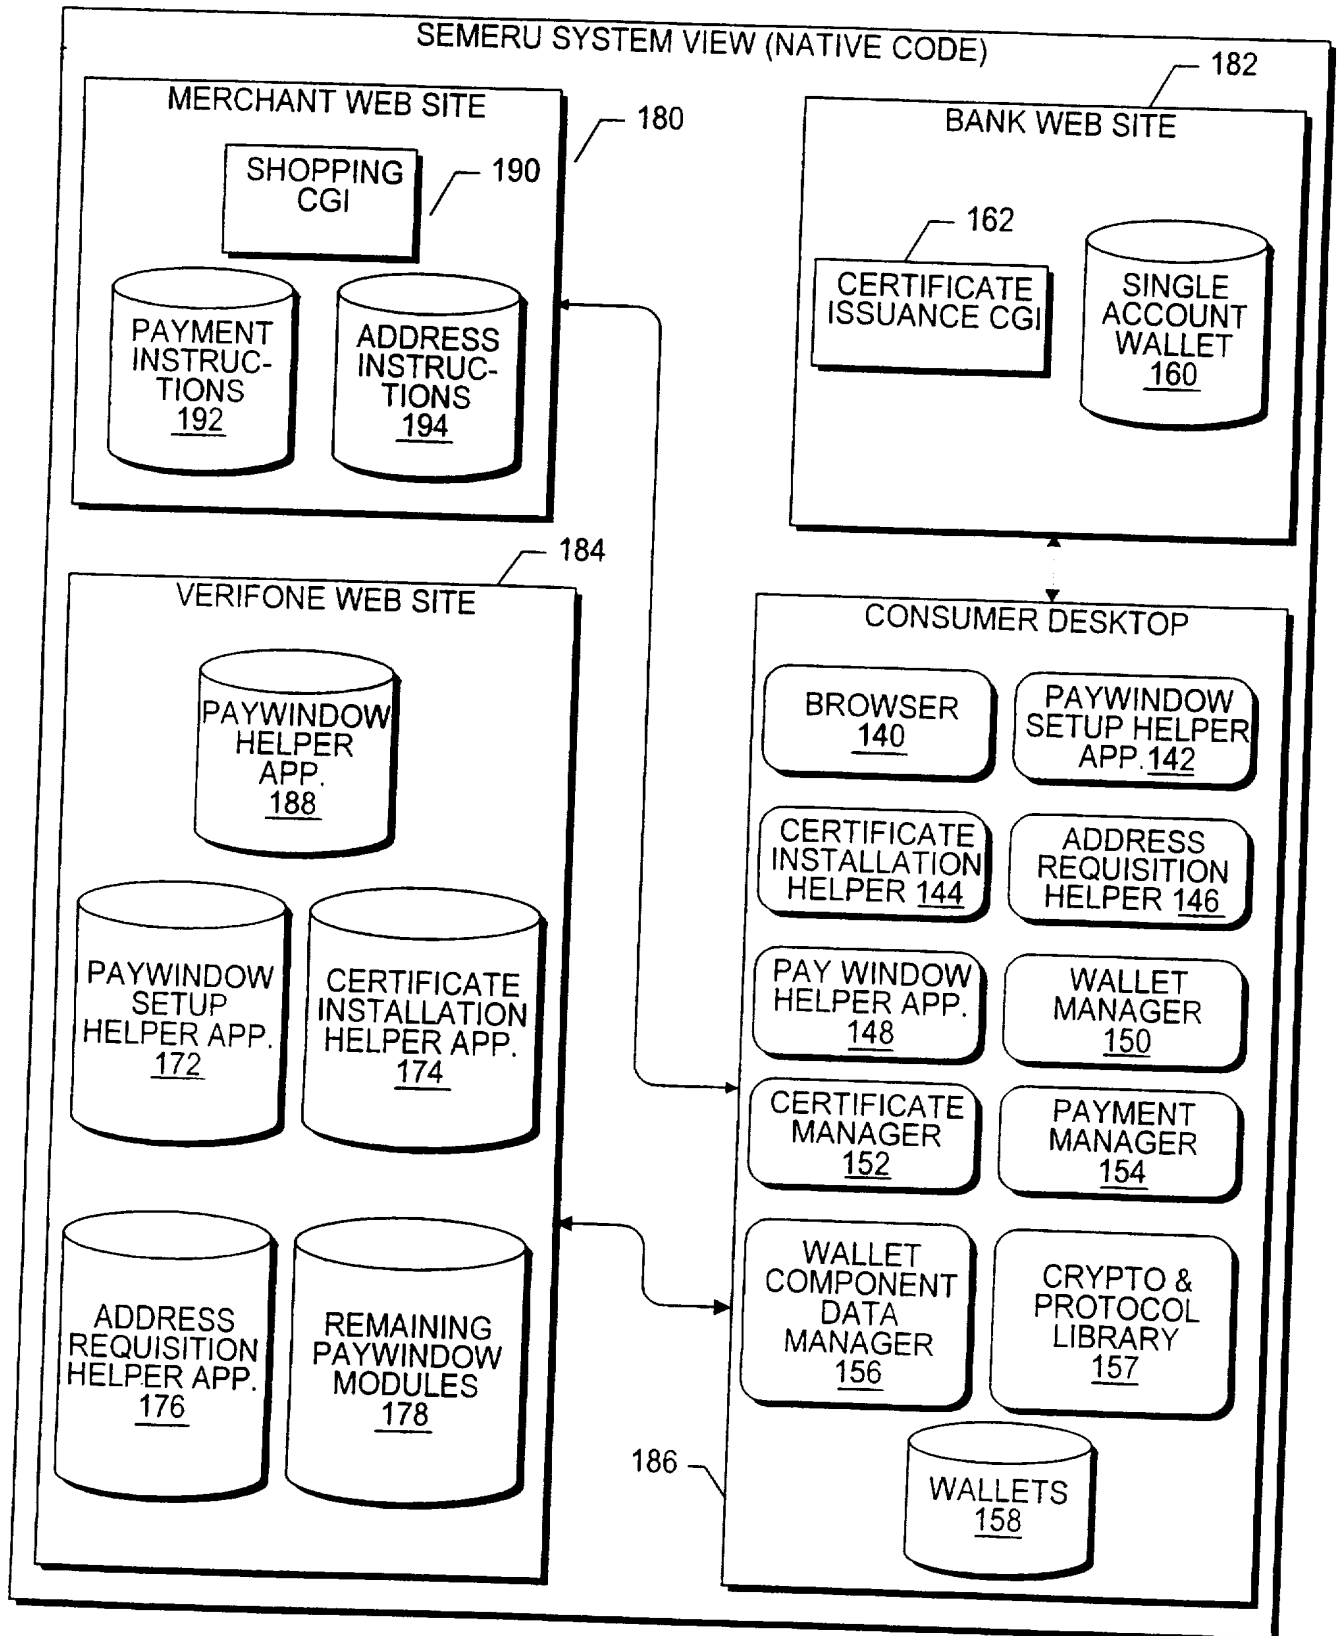 SEMERU SYSTEM VIEW (NATIVE CODE)
MERCHANT WEB SITE
180
SHOPPING
CGI
190
PAYMENT
INSTRUC-
TIONS
192
ADDRESS
INSTRUC-
TIONS
194
182
BANK WEB SITE
162
CERTIFICATE
ISSUANCE CGI
SINGLE
ACCOUNT
WALLET
160
184
VERIFONE WEB SITE
PAYWINDOW
HELPER
APP.
188
PAYWINDOW
SETUP
HELPER APP.
172
CERTIFICATE
INSTALLATION
HELPER APP.
174
ADDRESS
REQUISITION
HELPER APP.
176
REMAINING
PAYWINDOW
MODULES
178
CONSUMER DESKTOP
BROWSER
140
PAYWINDOW
SETUP HELPER
APP. 142
CERTIFICATE
INSTALLATION
HELPER 144
ADDRESS
REQUISITION
HELPER 146
PAY WINDOW
HELPER APP.
148
WALLET
MANAGER
150
CERTIFICATE
MANAGER
152
PAYMENT
MANAGER
154
WALLET
COMPONENT
DATA
MANAGER
156
CRYPTO &
PROTOCOL
LIBRARY
157
186
WALLETS
158